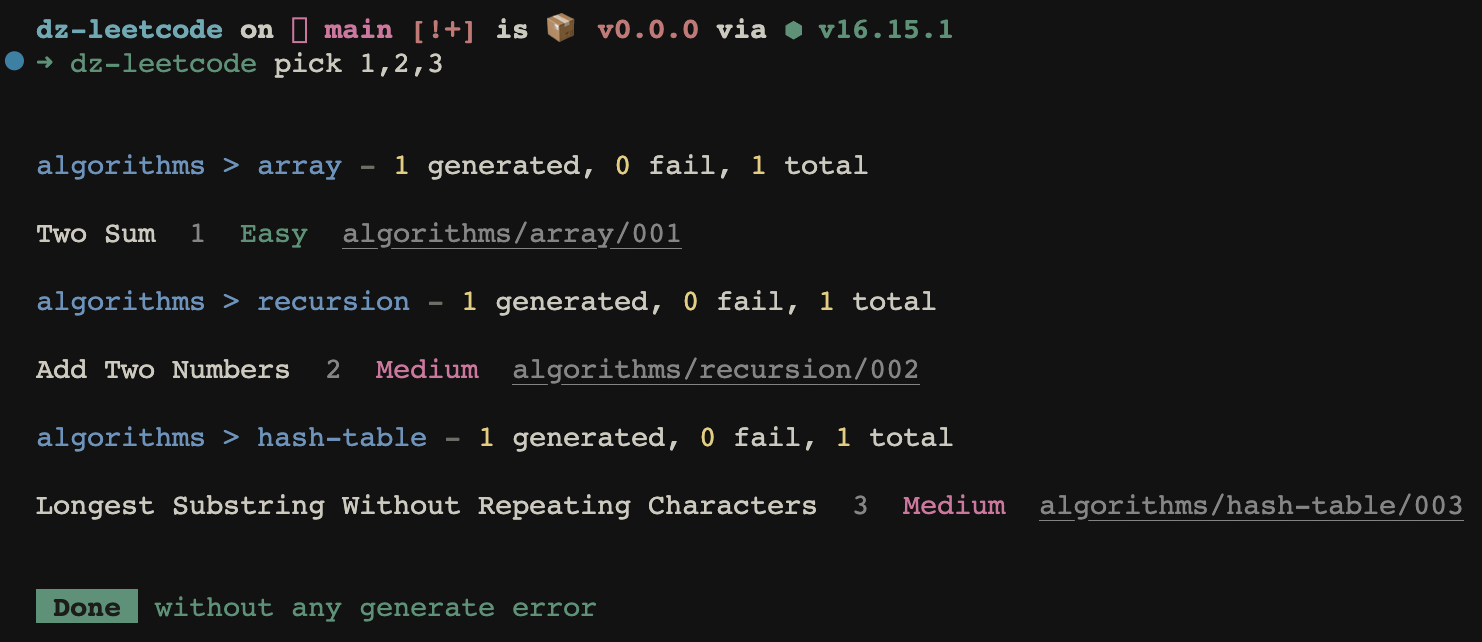 dz-leetcode on main [!+] is 📦 v0.0.0 via ⬢ v16.15.1
➜ dz-leetcode pick 1,2,3
algorithms > array - 1 generated, 0 fail, 1 total
Two Sum 1 Easy algorithms/array/001
algorithms > recursion - 1 generated, 0 fail, 1 total
Add Two Numbers 2 Medium algorithms/recursion/002
algorithms > hash-table - 1 generated, 0 fail, 1 total
Longest Substring Without Repeating Characters 3 Medium algorithms/hash-table/003
Done without any generate error